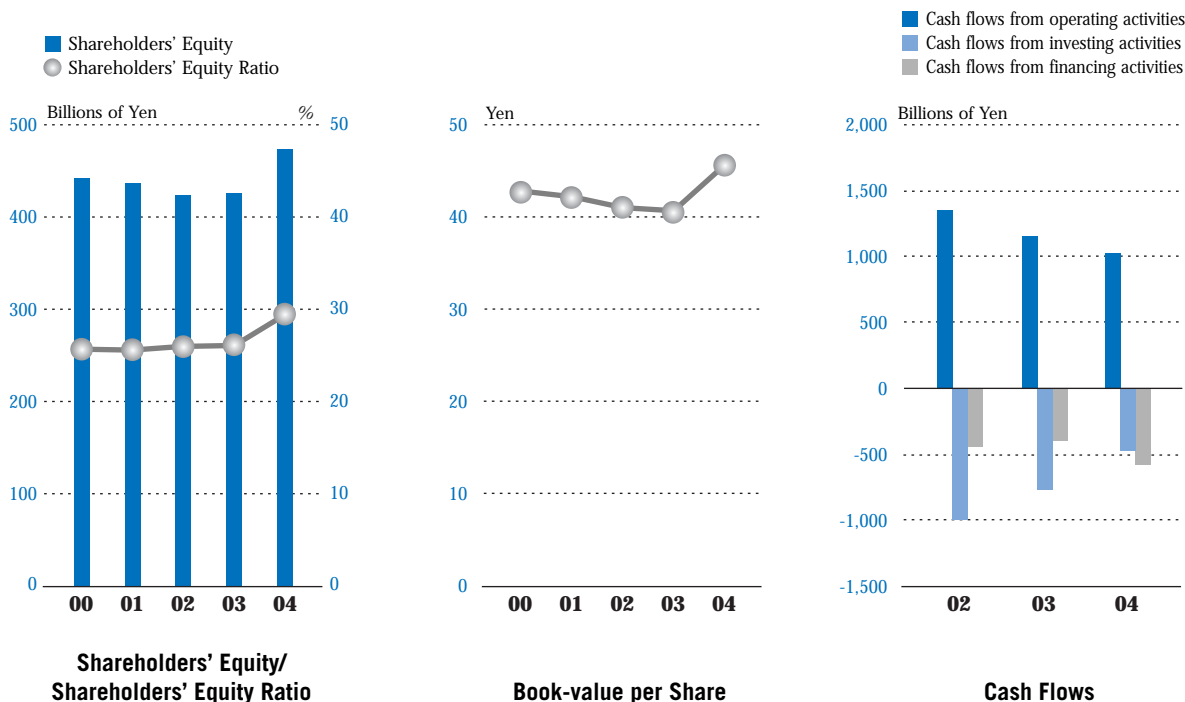 Shareholders' Equity
Shareholders' Equity Ratio
Billions of Yen %
500 50
400 40
300 30
200 20
100 10
0 0
00 01 02 03 04
Shareholders' Equity/
Shareholders' Equity Ratio
Yen
50
40
30
20
10
0
00 01 02 03 04
Book-value per Share
Cash flows from operating activities
Cash flows from investing activities
Cash flows from financing activities
Billions of Yen
2,000
1,500
1,000
500
0
-500
-1,000
-1,500
02 03 04
Cash Flows